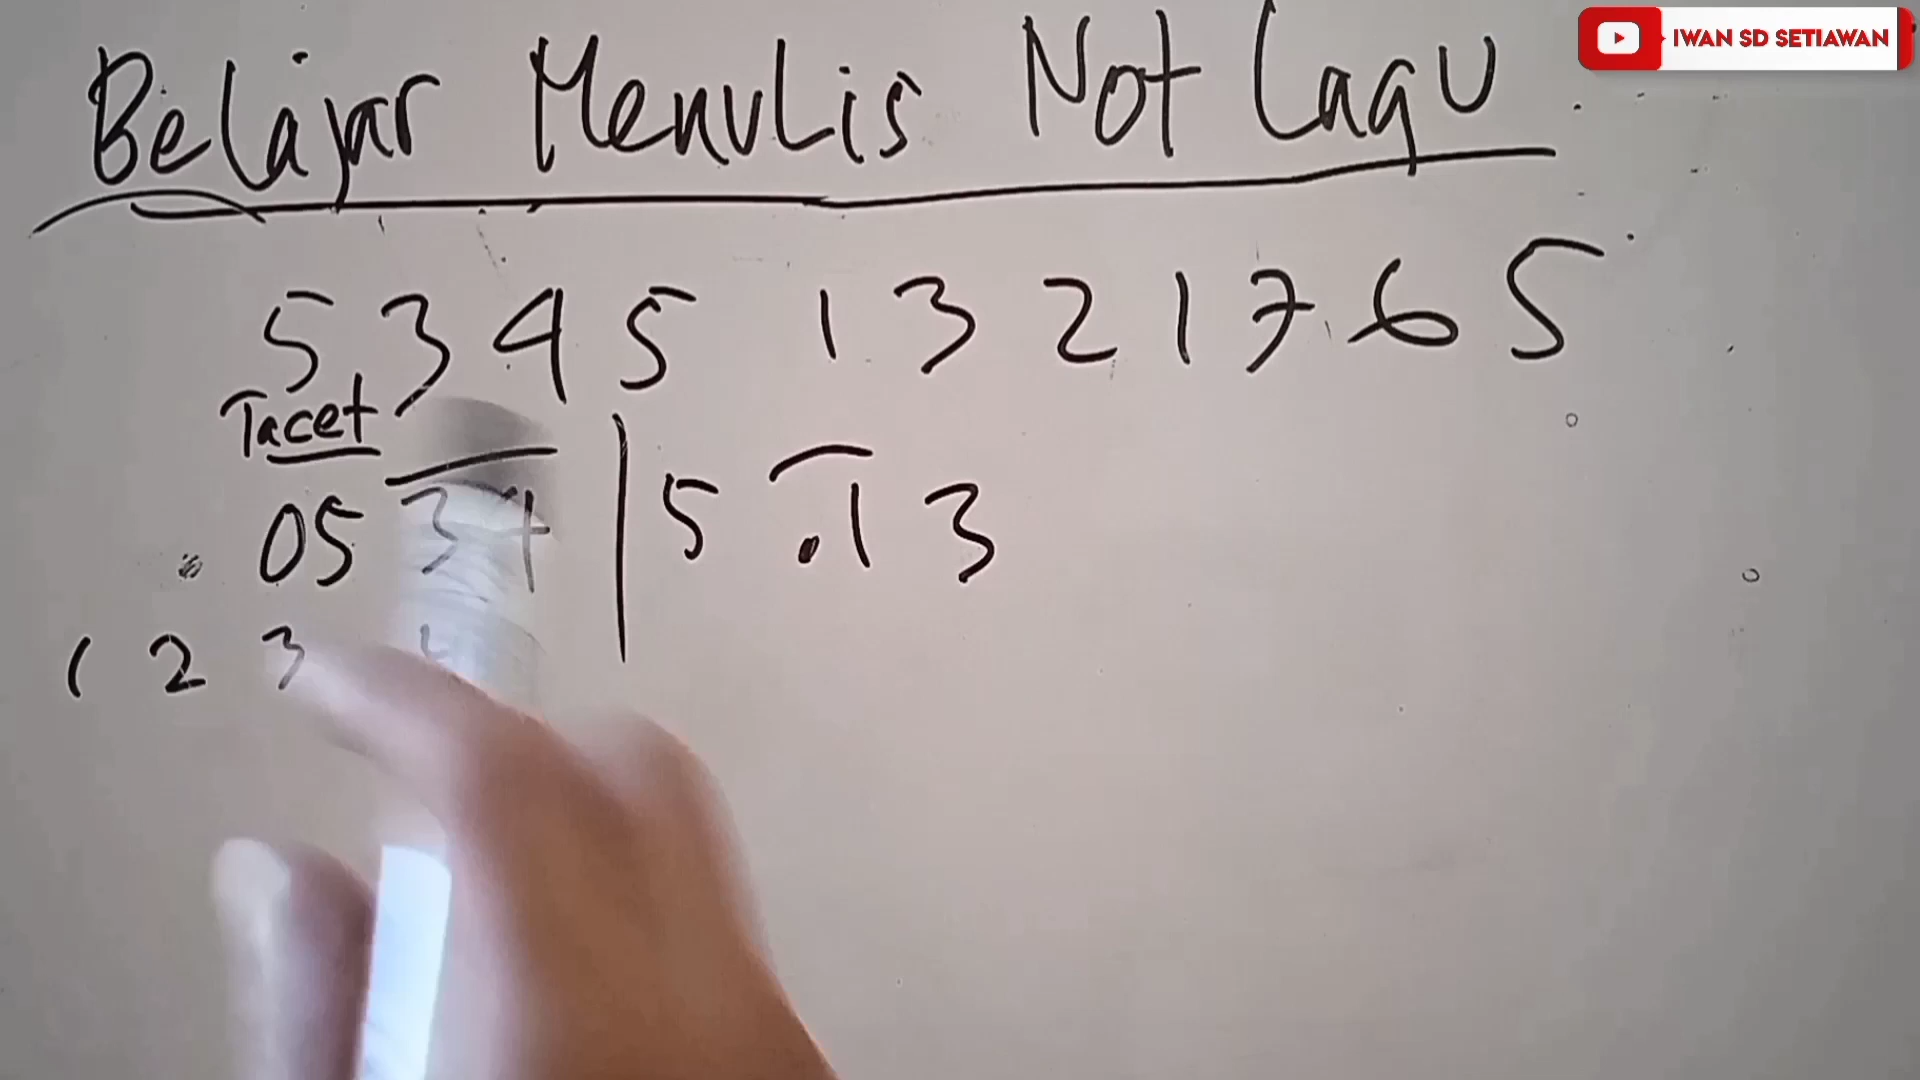 IWAN SD SETIAWAN
Belajar Menulis Not Lagu
5 3 4 5 1 3 2 1 7 6 5
Tacet
05 34 | 5 .1 3
1 2 3